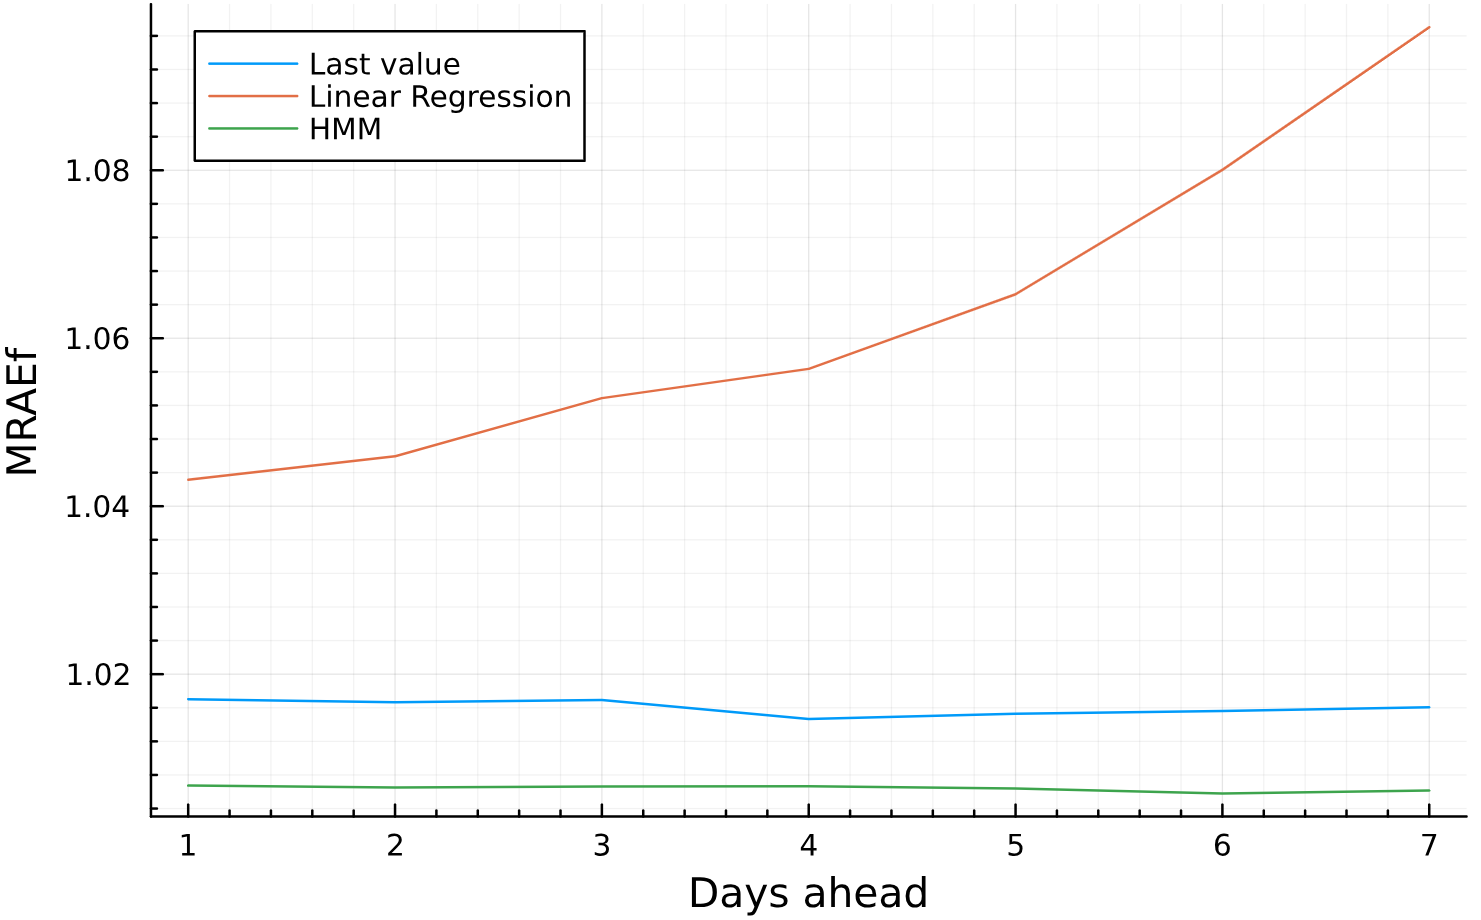 Last value
Linear Regression
HMM
1.08
1.06
1.04
1.02
MRAEf
1 2 3 4 5 6 7
Days ahead